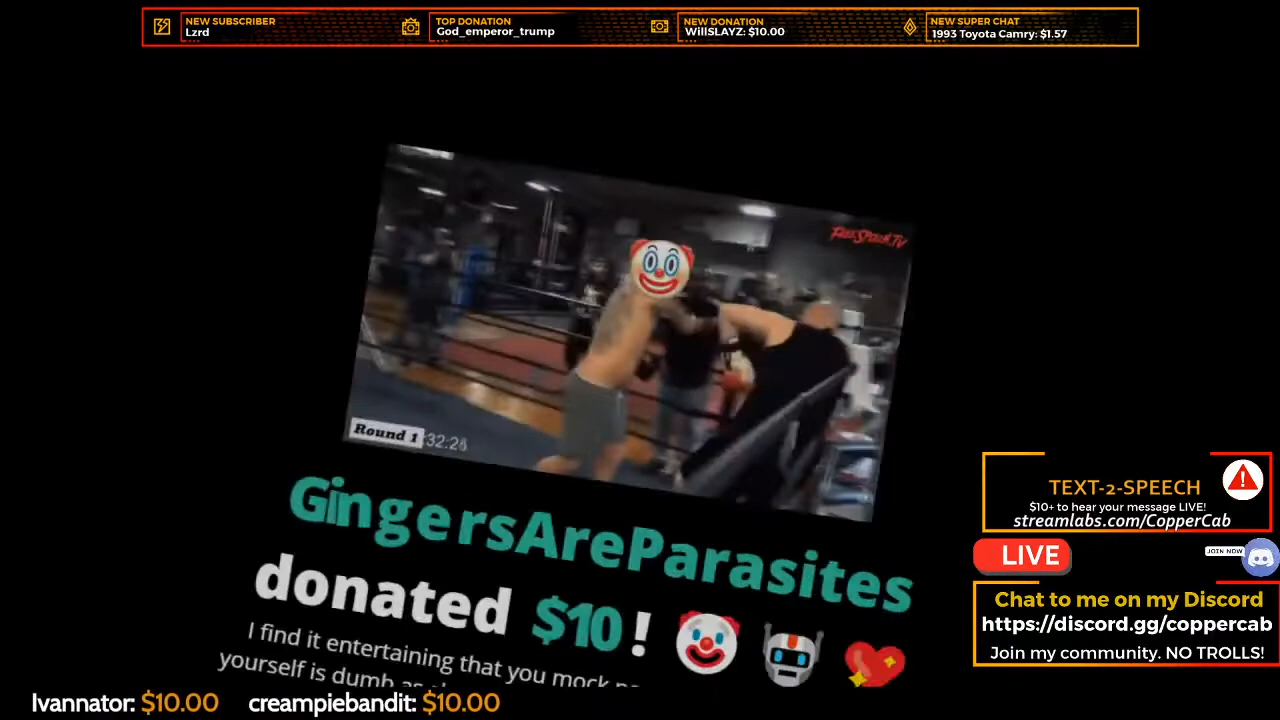 NEW SUBSCRIBER
Lzrd
TOP DONATION
God_emperor_trump
NEW DONATION
WillSLAYZ: $10.00
NEW SUPER CHAT
1993 Toyota Camry: $1.57
Round 1
32:24
GingersAreParasites
donated $10!
I find it entertaining that you mock
yourself is dumb as
TEXT-2-SPEECH
$10+ to hear your message LIVE!
streamlabs.com/CopperCab
LIVE
JOIN NOW
Chat to me on my Discord
https://discord.gg/coppercab
Join my community. NO TROLLS!
Ivannator: $10.00 creampiebandit: $10.00